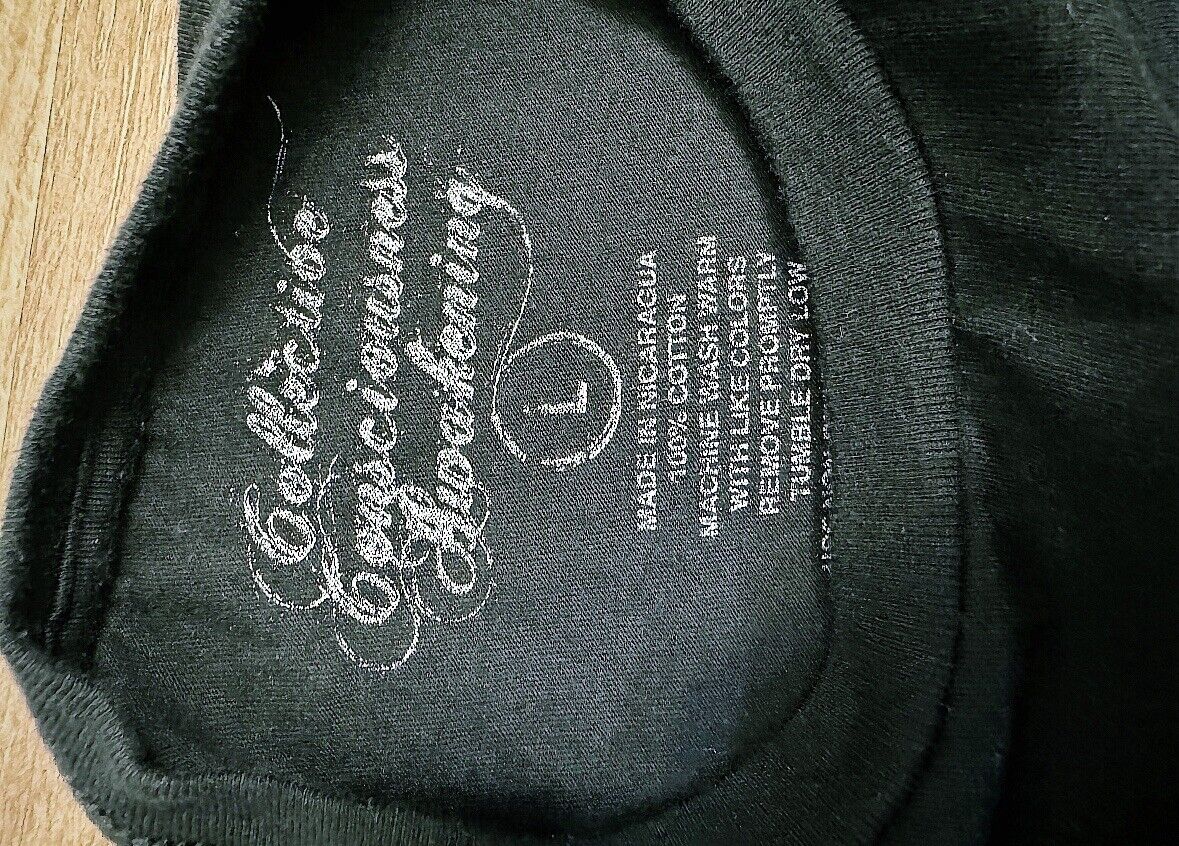 Collective
Consciousness
Awakening
L
MADE IN NICARAGUA
100% COTTON
MACHINE WASH WARM
WITH LIKE COLORS
REMOVE PROMPTLY
TUMBLE DRY LOW